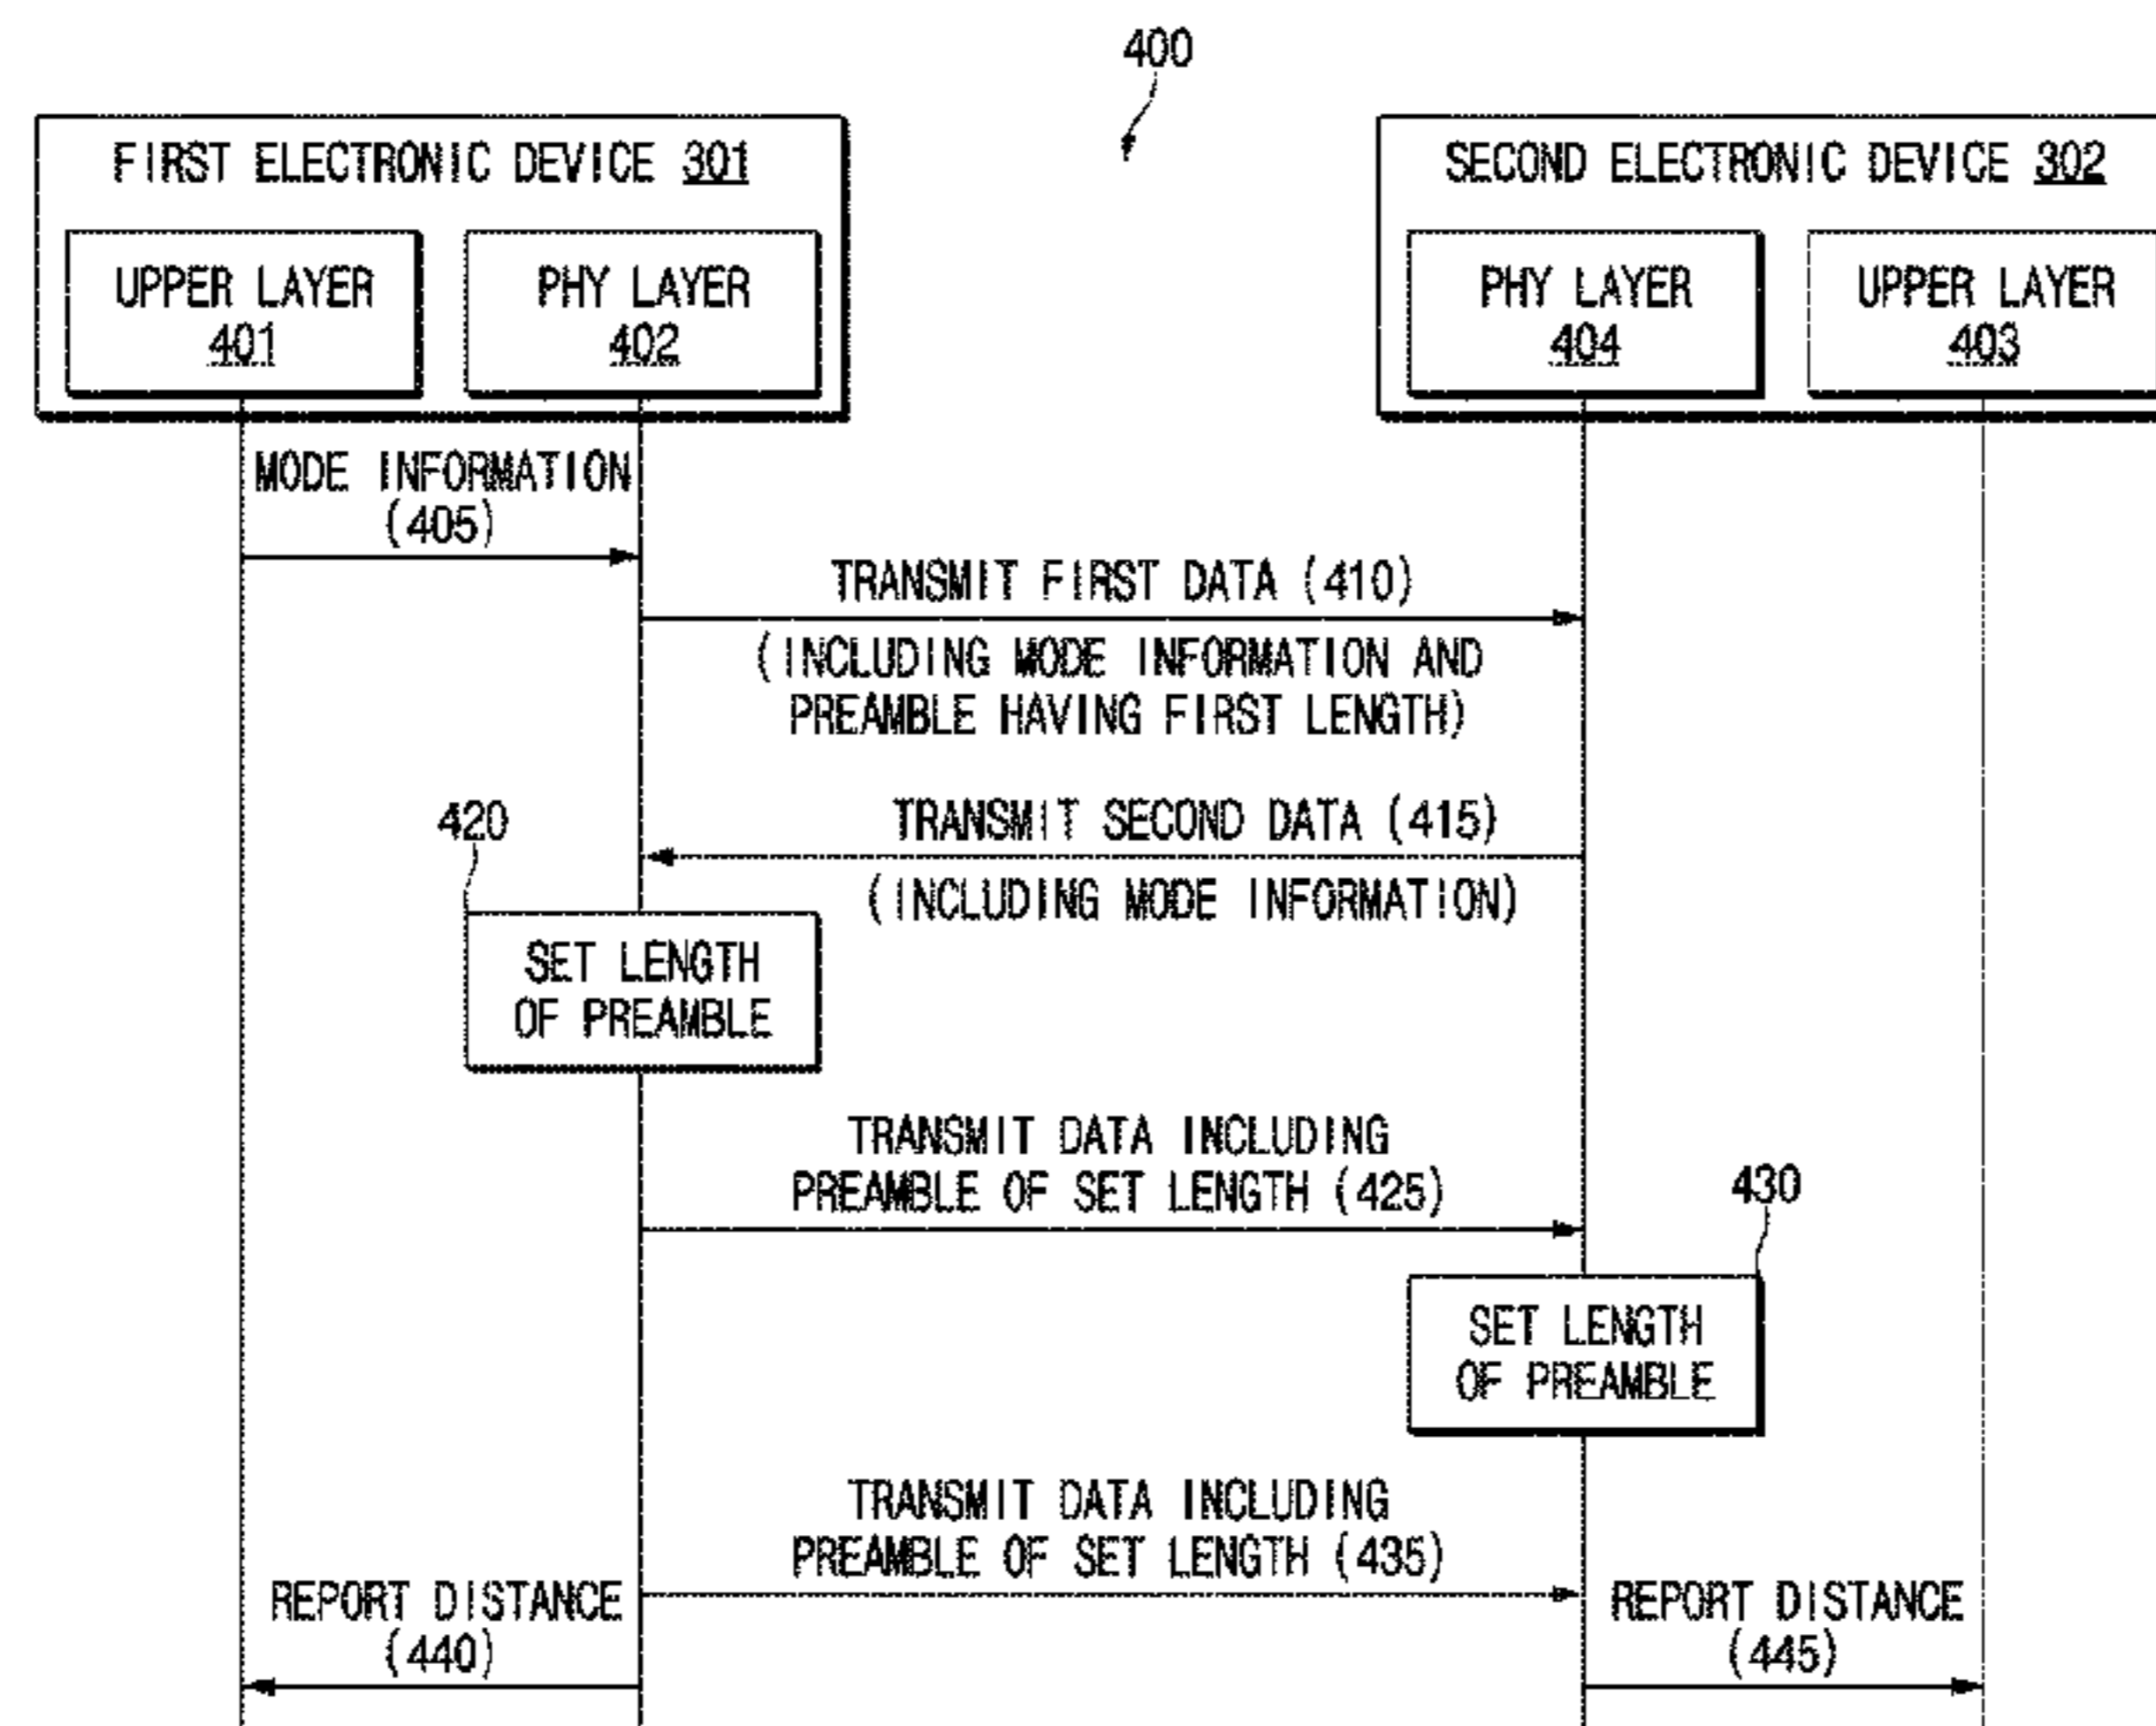 400
FIRST ELECTRONIC DEVICE 301
UPPER LAYER
401
PHY LAYER
402
SECOND ELECTRONIC DEVICE 302
PHY LAYER
404
UPPER LAYER
403
MODE INFORMATION
(405)
TRANSMIT FIRST DATA (410)
(INCLUDING MODE INFORMATION AND
PREAMBLE HAVING FIRST LENGTH)
TRANSMIT SECOND DATA (415)
(INCLUDING MODE INFORMATION)
420
SET LENGTH
OF PREAMBLE
TRANSMIT DATA INCLUDING
PREAMBLE OF SET LENGTH (425)
430
SET LENGTH
OF PREAMBLE
TRANSMIT DATA INCLUDING
PREAMBLE OF SET LENGTH (435)
REPORT DISTANCE
(440)
REPORT DISTANCE
(445)